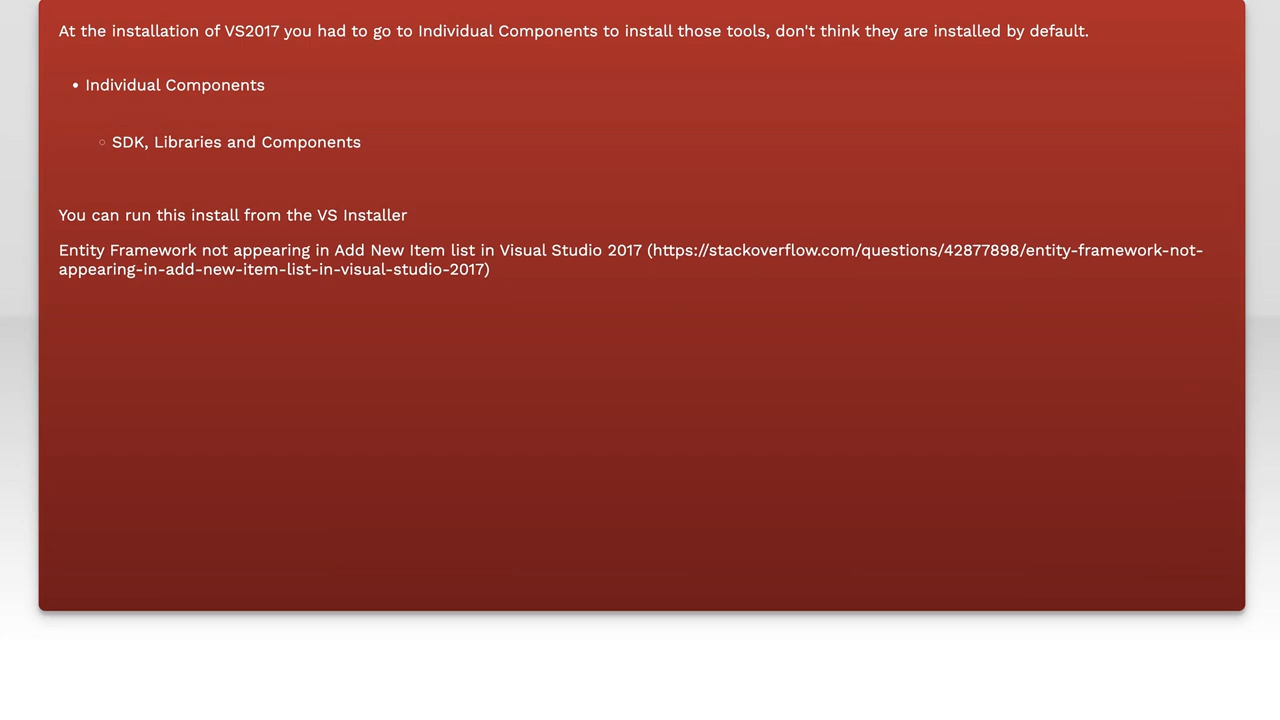 At the installation of VS2017 you had to go to Individual Components to install those tools, don't think they are installed by default.
• Individual Components
○ SDK, Libraries and Components
You can run this install from the VS Installer
Entity Framework not appearing in Add New Item list in Visual Studio 2017 (https://stackoverflow.com/questions/42877898/entity-framework-not-
appearing-in-add-new-item-list-in-visual-studio-2017)